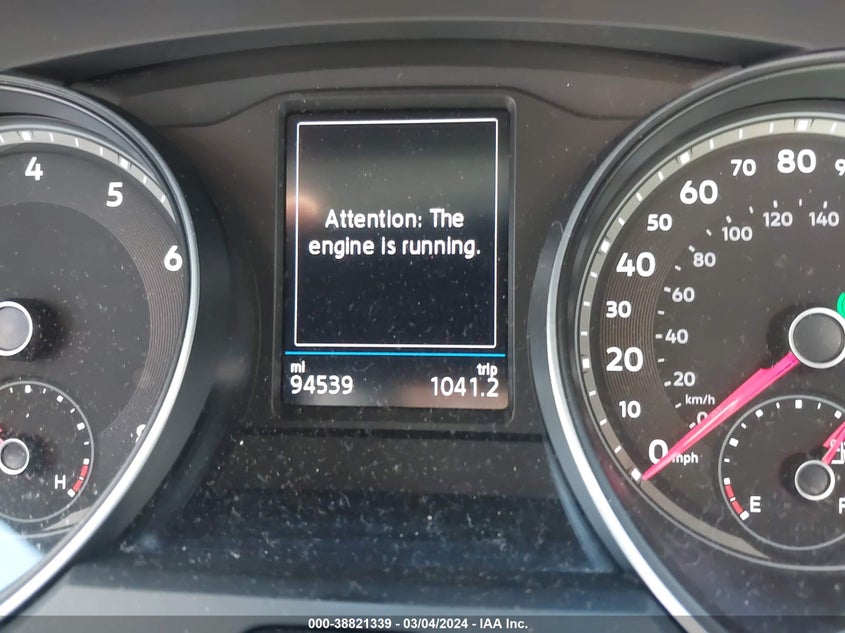 4
5
6
H
Attention: The
engine is running.
mi trip
94539 1041.2
0 10 20 30 40 50 60 70 80
mph
0 20 40 60 80 100 120 140
km/h
E
000-38821339 - 03/04/2024 - IAA Inc.